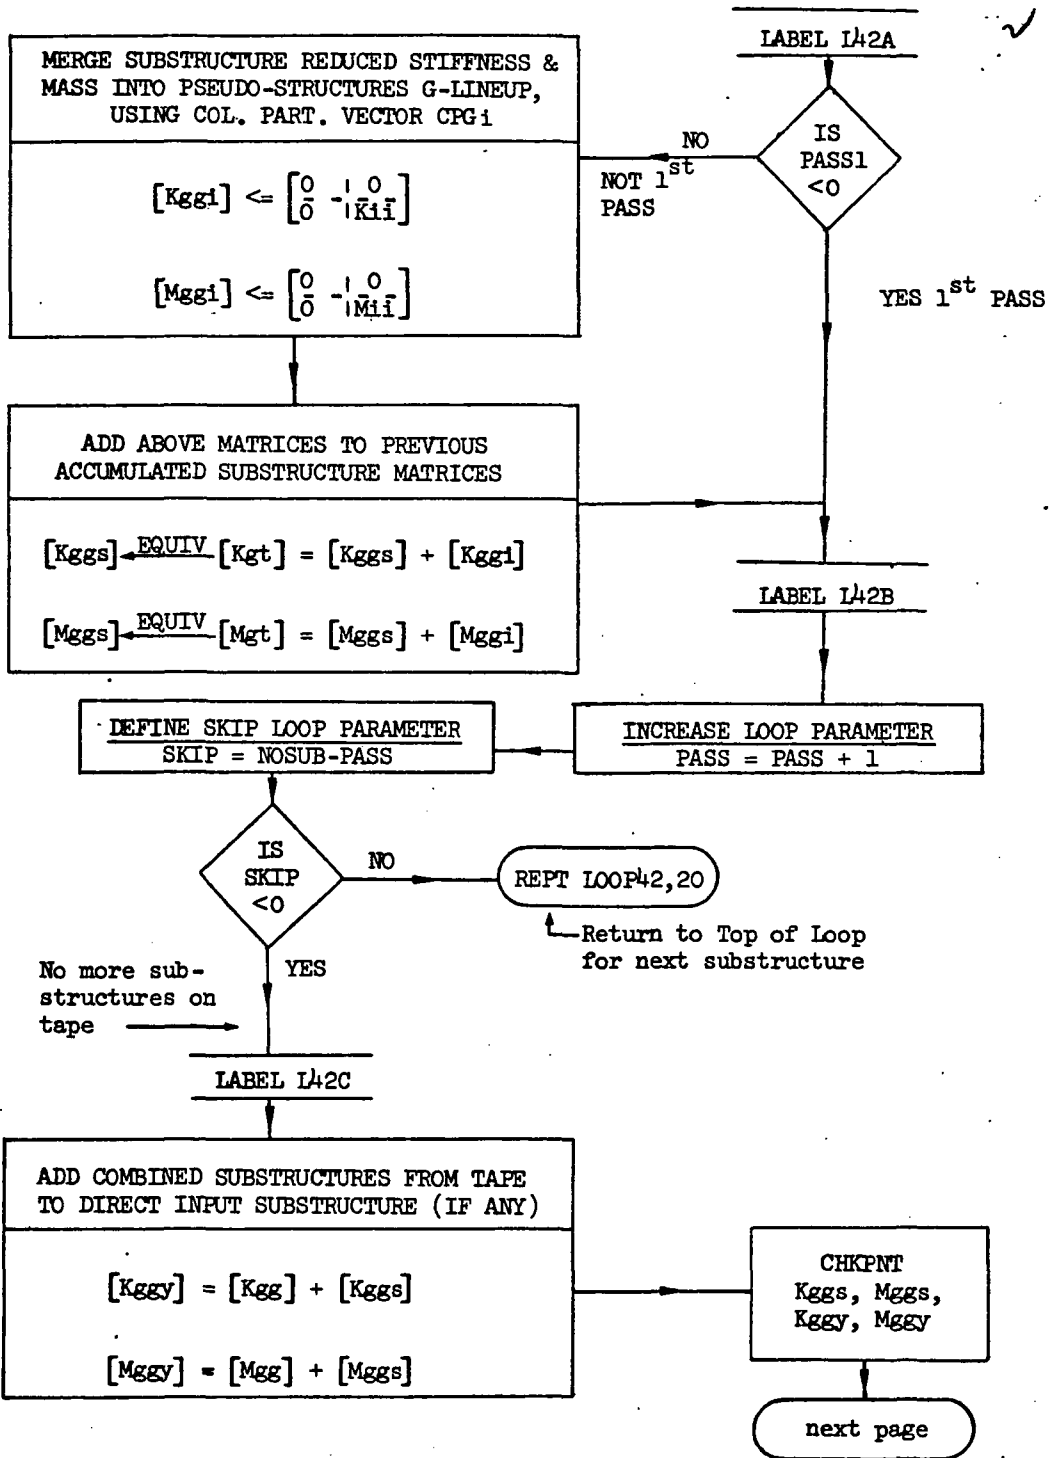 LABEL L42A
IS
PASS1
<0
NO
NOT 1st
PASS
YES 1st PASS
MERGE SUBSTRUCTURE REDUCED STIFFNESS &
MASS INTO PSEUDO-STRUCTURES G-LINEUP,
USING COL. PART. VECTOR CPGi
[Kggi] <= [0 | 0
0 | Kii]
[Mggi] <= [0 | 0
0 | Mii]
ADD ABOVE MATRICES TO PREVIOUS
ACCUMULATED SUBSTRUCTURE MATRICES
[Kggs] EQUIV [Kgt] = [Kggs] + [Kggi]
[Mggs] EQUIV [Mgt] = [Mggs] + [Mggi]
LABEL L42B
INCREASE LOOP PARAMETER
PASS = PASS + 1
DEFINE SKIP LOOP PARAMETER
SKIP = NOSUB-PASS
IS
SKIP
<0
NO
REPT LOOP42,20
Return to Top of Loop
for next substructure
YES
No more sub-
structures on
tape
LABEL L42C
ADD COMBINED SUBSTRUCTURES FROM TAPE
TO DIRECT INPUT SUBSTRUCTURE (IF ANY)
[Kggy] = [Kgg] + [Kggs]
[Mggy] = [Mgg] + [Mggs]
CHKPNT
Kggs, Mggs,
Kggy, Mggy
next page